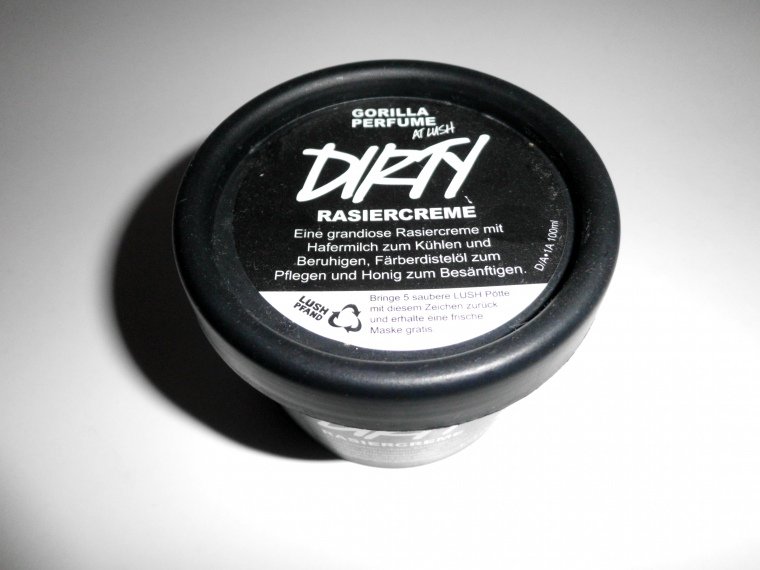 GORILLA
PERFUME
AT LUSH
DIRTY
RASIERCREME
Eine grandiose Rasiercreme mit
Hafermilch zum Kühlen und
Beruhigen, Färberdistelöl zum
Pflegen und Honig zum Besänftigen.
D/A•1A 100ml
LUSH
PFAND
Bringe 5 saubere LUSH Pötte
mit diesem Zeichen zurück
und erhalte eine frische
Maske gratis.
DIRTY
RASIERCREME